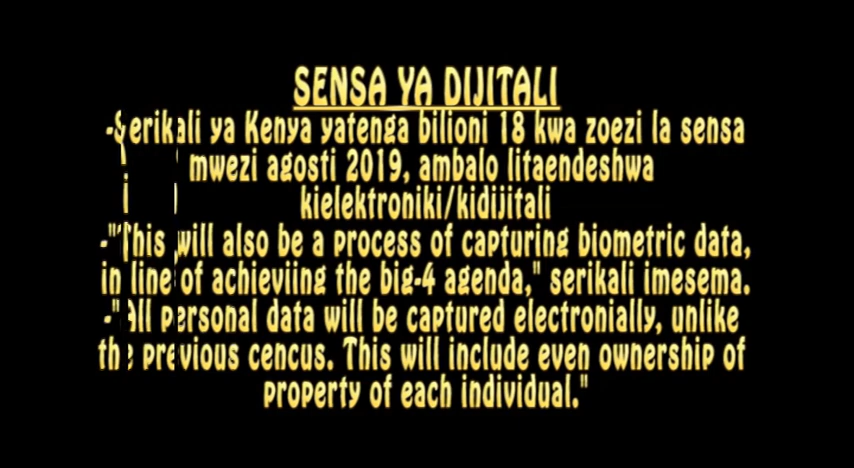 SENSA YA DIJITALI
-Serikali ya Kenya yatenga bilioni 18 kwa zoezi la sensa
mwezi agosti 2019, ambalo litaendeshwa
kielektroniki/kidijitali
-"This will also be a process of capturing biometric data,
in line of achieviing the big-4 agenda," serikali imesema.
-"All personal data will be captured electronially, unlike
the previous cencus. This will include even ownership of
property of each individual."